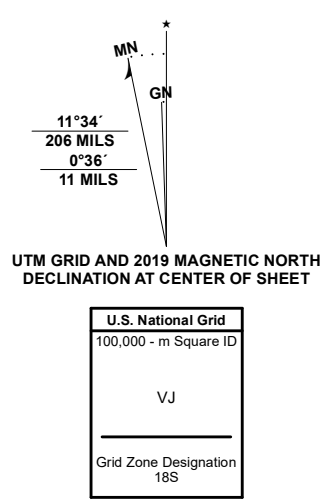 MN
GN
11°34´
206 MILS
0°36´
11 MILS
UTM GRID AND 2019 MAGNETIC NORTH
DECLINATION AT CENTER OF SHEET
U.S. National Grid
100,000 - m Square ID
VJ
Grid Zone Designation
18S